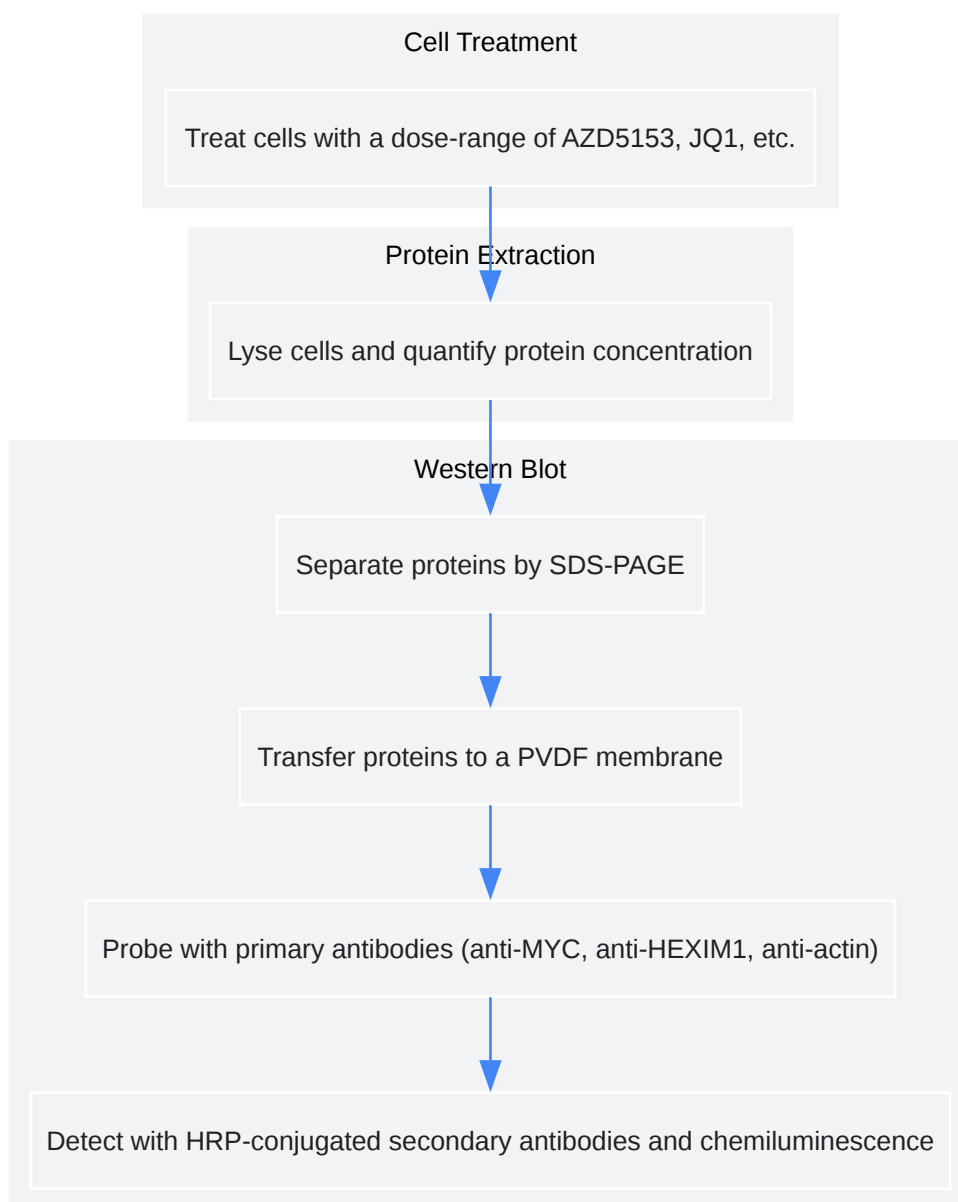 Cell Treatment
Treat cells with a dose-range of AZD5153, JQ1, etc.
Protein Extraction
Lyse cells and quantify protein concentration
Western Blot
Separate proteins by SDS-PAGE
Transfer proteins to a PVDF membrane
Probe with primary antibodies (anti-MYC, anti-HEXIM1, anti-actin)
Detect with HRP-conjugated secondary antibodies and chemiluminescence